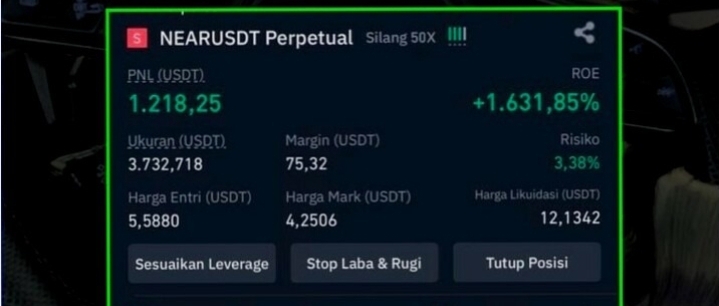 S NEARUSDT Perpetual Silang 50X
PNL (USDT) ROE
1.218,25 +1.631,85%
Ukuran (USDT) Margin (USDT) Risiko
3.732,718 75,32 3,38%
Harga Entri (USDT) Harga Mark (USDT) Harga Likuidasi (USDT)
5,5880 4,2506 12,1342
Sesuaikan Leverage Stop Laba & Rugi Tutup Posisi